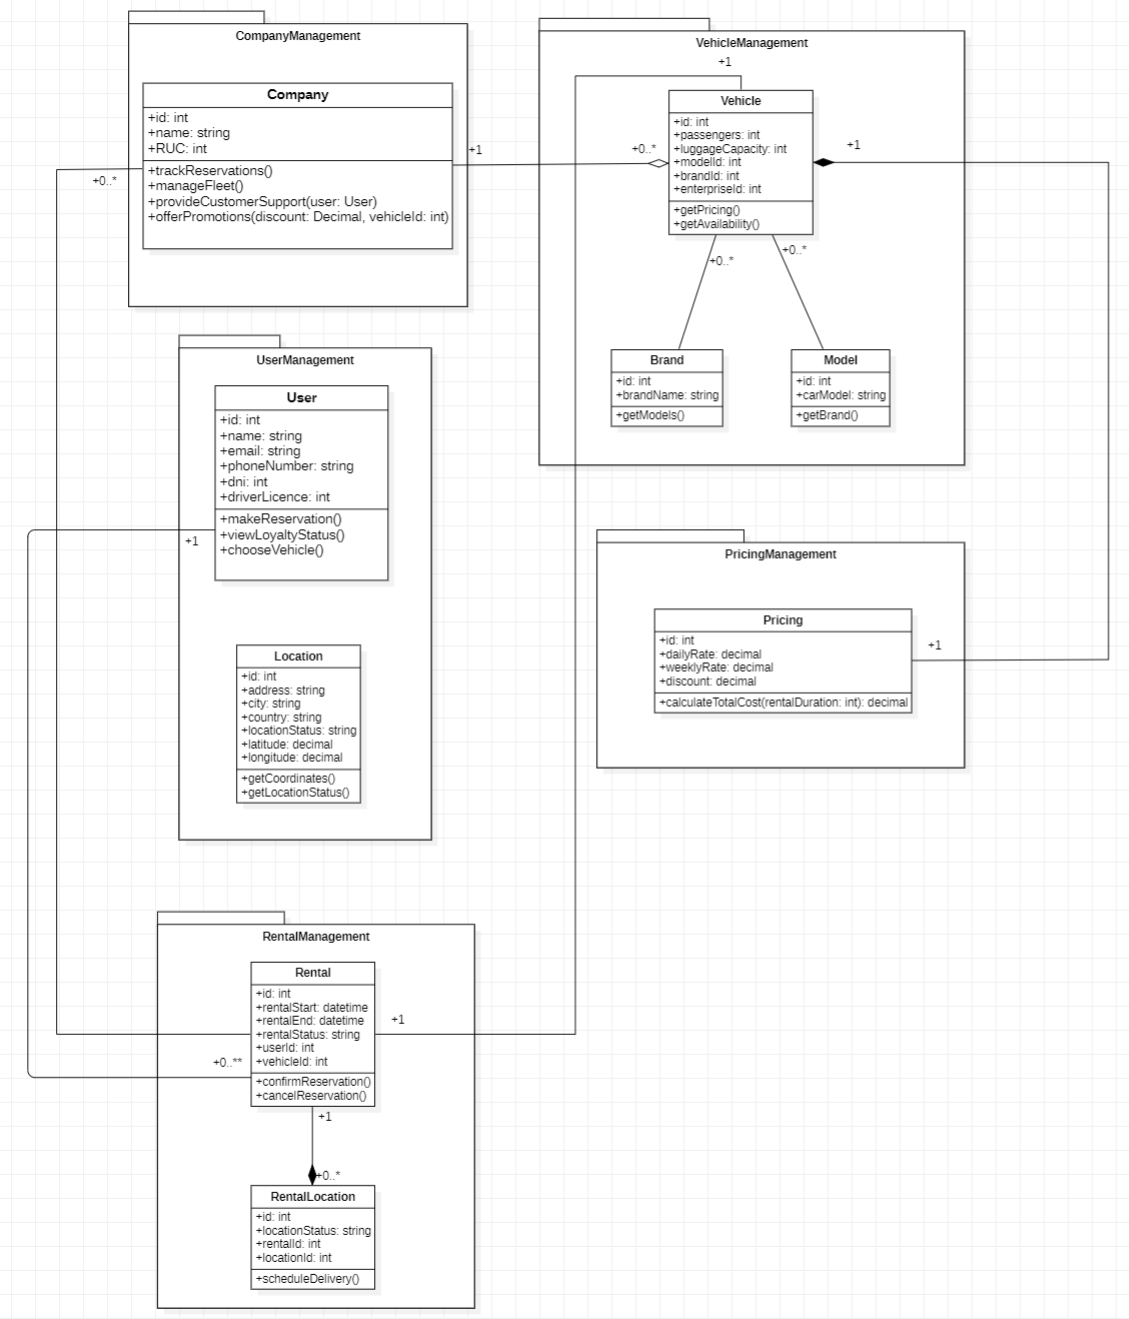 CompanyManagement
Company
+id: int
+name: string
+RUC: int
+trackReservations()
+manageFleet()
+provideCustomerSupport(user: User)
+offerPromotions(discount: Decimal, vehicleId: int)
+0..*
+1
VehicleManagement
+1
Vehicle
+id: int
+passengers: int
+luggageCapacity: int
+modelId: int
+brandId: int
+enterpriseId: int
+getPricing()
+getAvailability()
+0..*
+1
+0..*
+0..*
Brand
+id: int
+brandName: string
+getModels()
Model
+id: int
+carModel: string
+getBrand()
UserManagement
User
+id: int
+name: string
+email: string
+phoneNumber: string
+dni: int
+driverLicence: int
+makeReservation()
+viewLoyaltyStatus()
+chooseVehicle()
+1
Location
+id: int
+address: string
+city: string
+country: string
+locationStatus: string
+latitude: decimal
+longitude: decimal
+getCoordinates()
+getLocationStatus()
PricingManagement
Pricing
+id: int
+dailyRate: decimal
+weeklyRate: decimal
+discount: decimal
+calculateTotalCost(rentalDuration: int): decimal
+1
RentalManagement
Rental
+id: int
+rentalStart: datetime
+rentalEnd: datetime
+rentalStatus: string
+userId: int
+vehicleId: int
+confirmReservation()
+cancelReservation()
+1
+0..**
+1
+0..*
RentalLocation
+id: int
+locationStatus: string
+rentalId: int
+locationId: int
+scheduleDelivery()